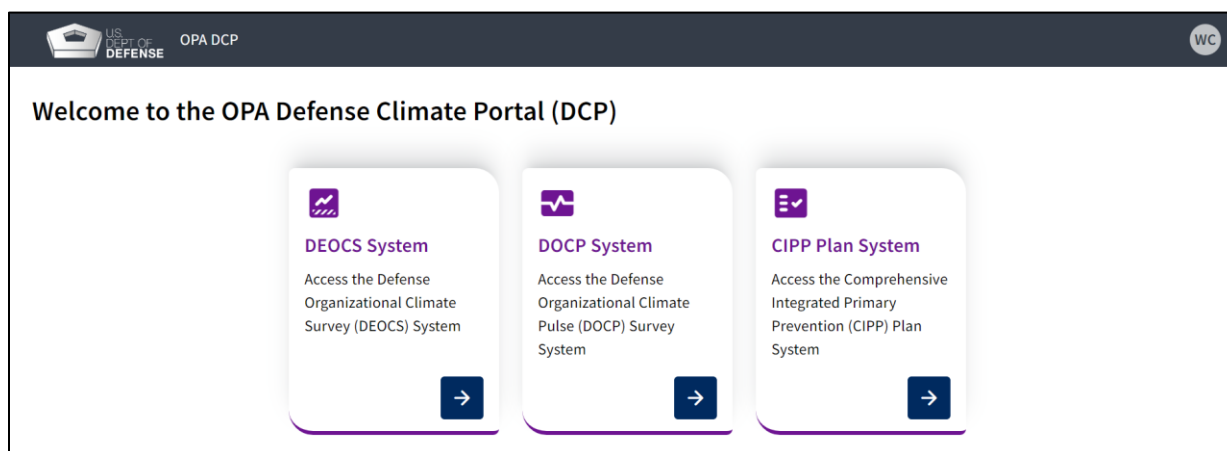 U.S.
DEPT OF
DEFENSE
OPA DCP
WC
Welcome to the OPA Defense Climate Portal (DCP)
DEOCS System
Access the Defense
Organizational Climate
Survey (DEOCS) System
DOCP System
Access the Defense
Organizational Climate
Pulse (DOCP) Survey
System
CIPP Plan System
Access the Comprehensive
Integrated Primary
Prevention (CIPP) Plan
System